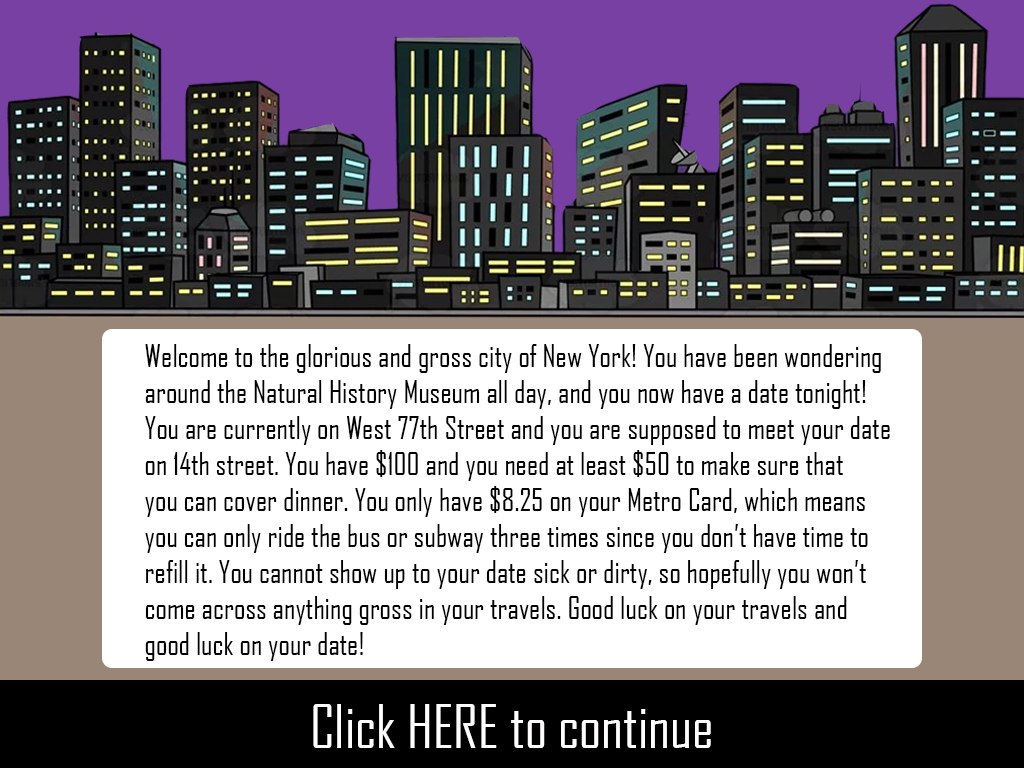 Welcome to the glorious and gross city of New York! You have been wondering
around the Natural History Museum all day, and you now have a date tonight!
You are currently on West 77th Street and you are supposed to meet your date
on 14th street. You have $100 and you need at least $50 to make sure that
you can cover dinner. You only have $8.25 on your Metro Card, which means
you can only ride the bus or subway three times since you don't have time to
refill it. You cannot show up to your date sick or dirty, so hopefully you won't
come across anything gross in your travels. Good luck on your travels and
good luck on your date!
Click HERE to continue